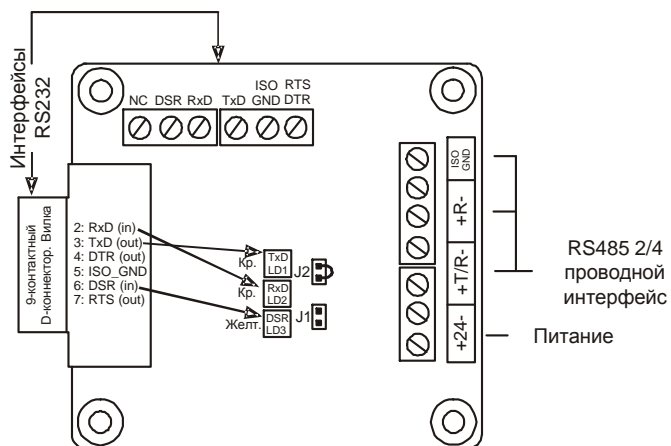 Интерфейсы
RS232
NC DSR RxD TxD ISO GND RTS DTR
9-контактный
D-коннектор. Вилка
2: RxD (in)
3: TxD (out)
4: DTR (out)
5: ISO_GND
6: DSR (in)
7: RTS (out)
Кр.
TxD
LD1
J2
Кр.
RxD
LD2
Желт.
DSR
LD3
J1
ISO
GND
+R-
+T/R-
+24-
RS485 2/4
проводной
интерфейс
Питание